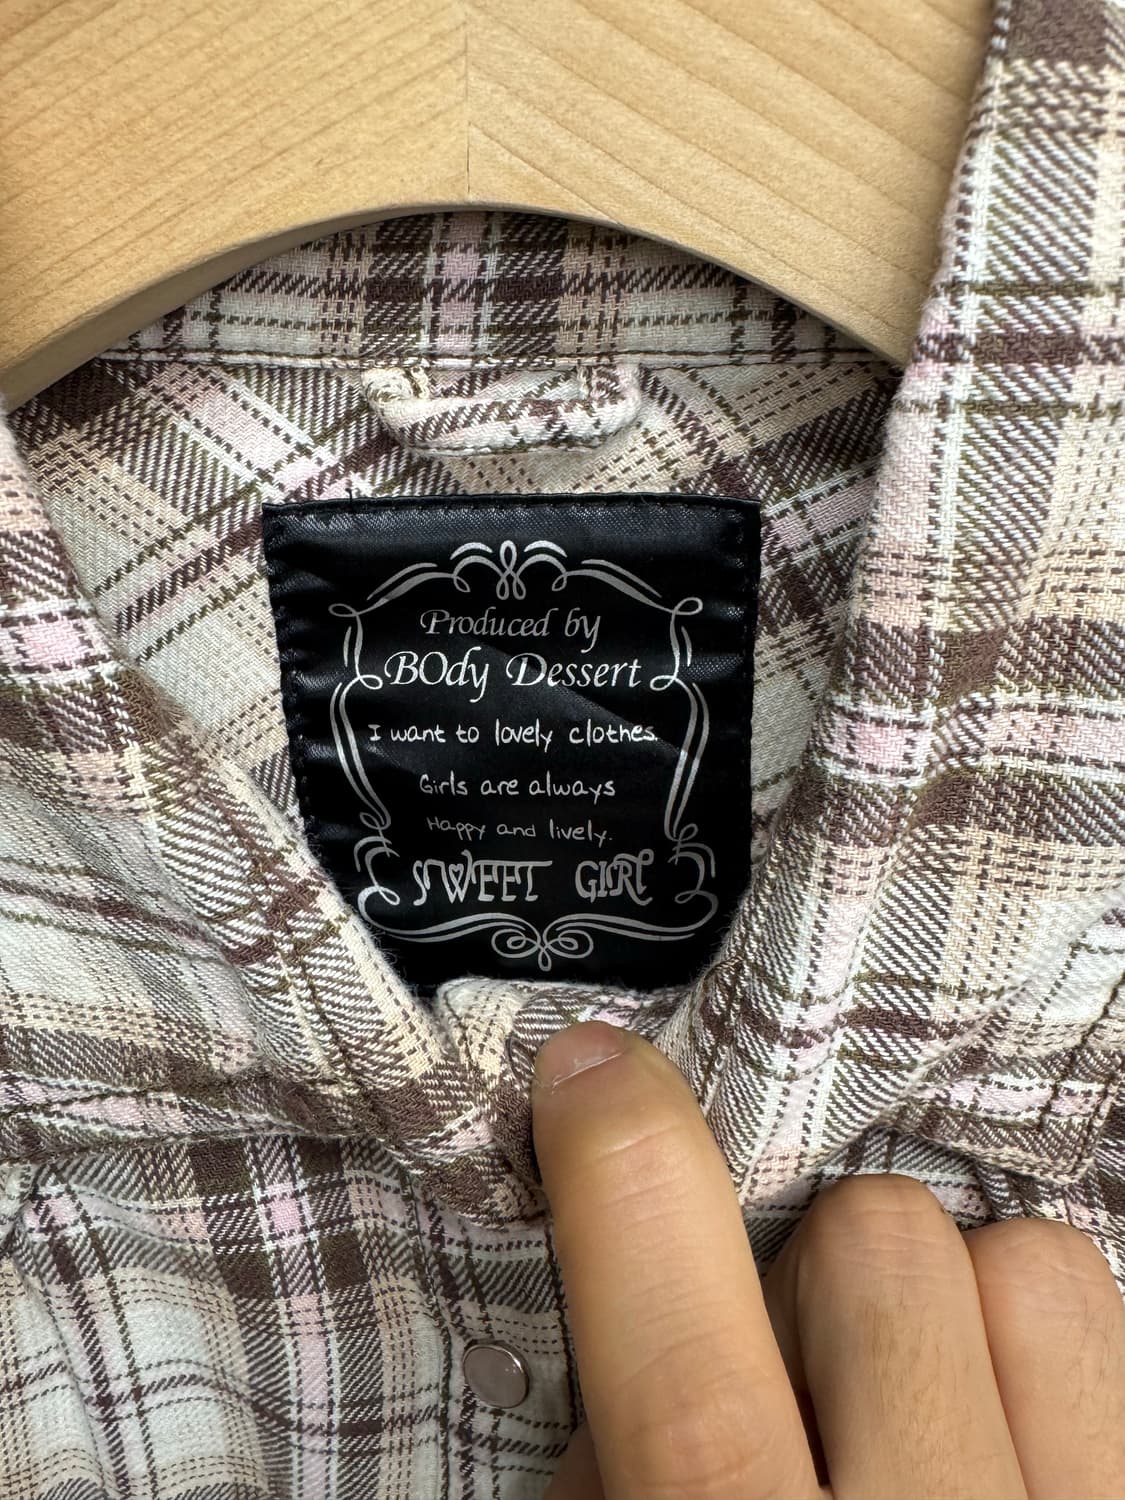 Produced by
BOdy Dessert
I want to lovely clothes.
Girls are always
Happy and lively.
SWEET GIRL